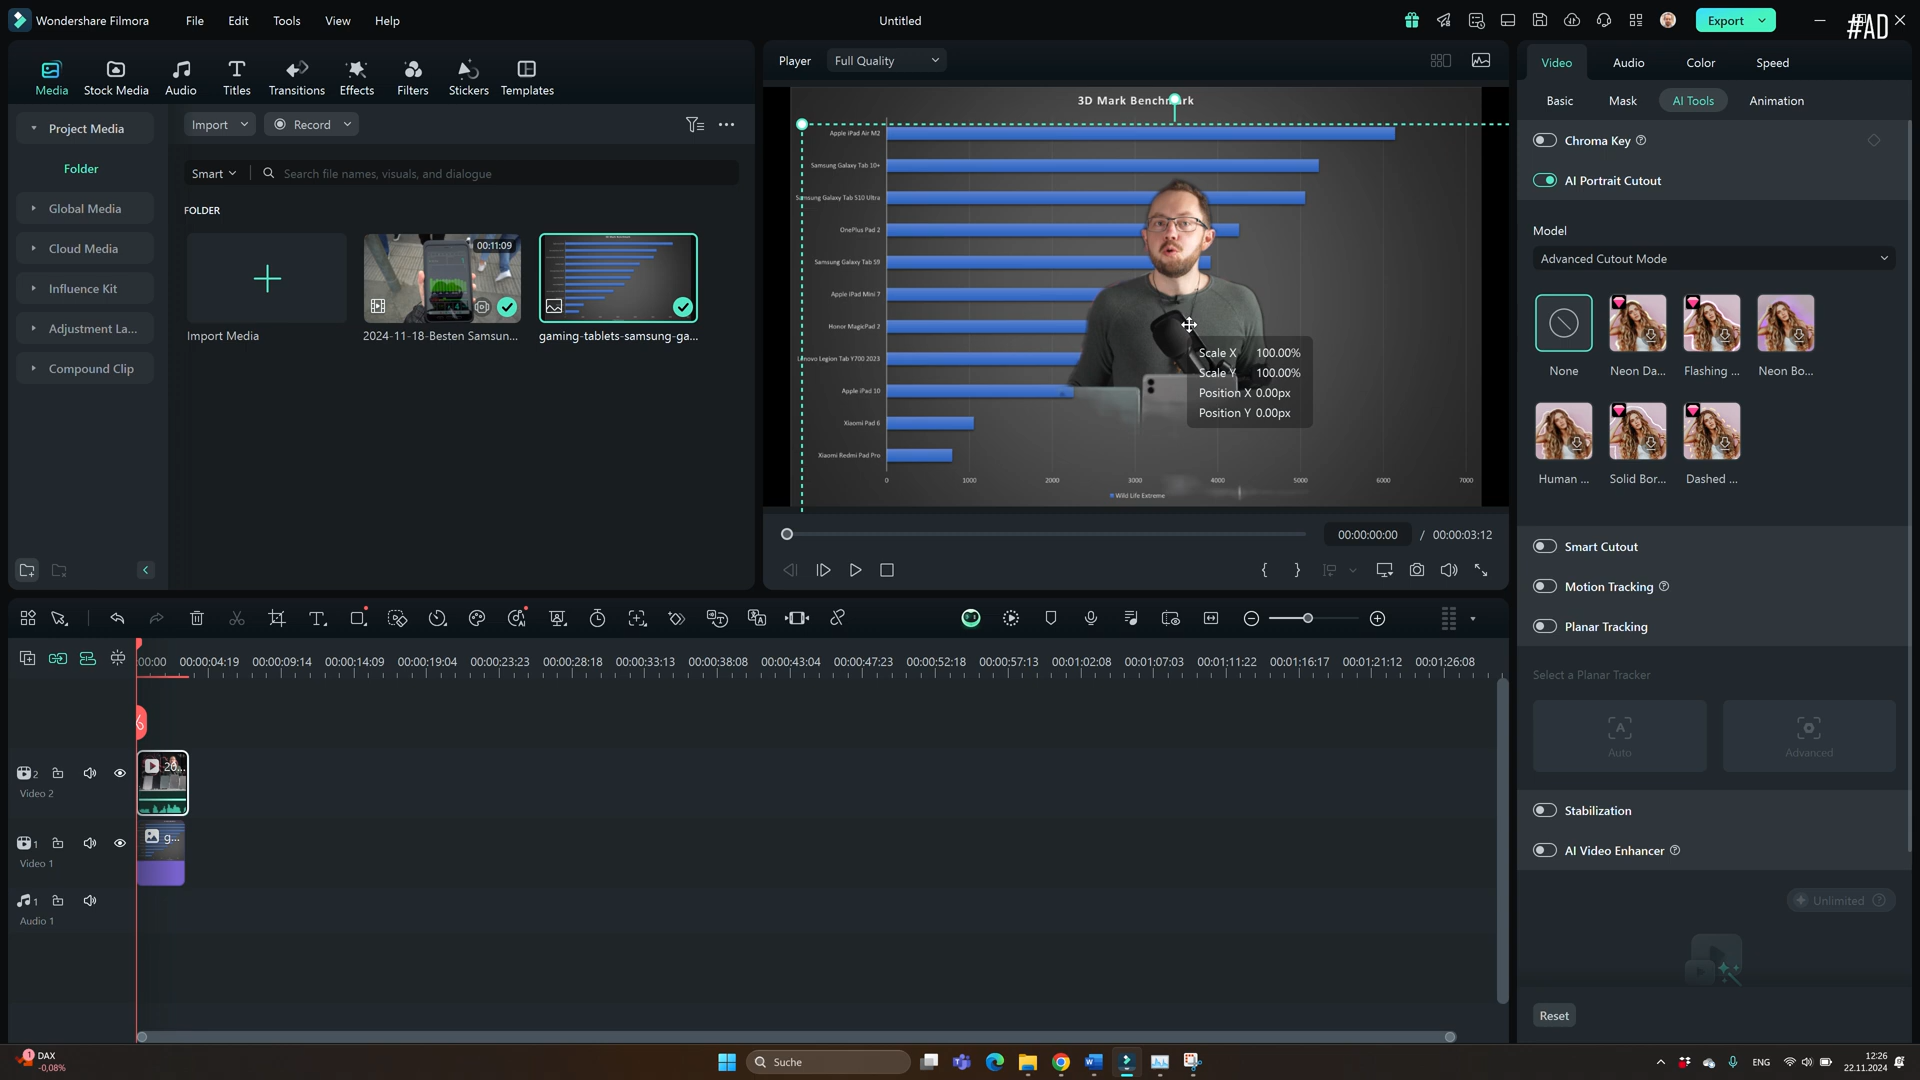 Wondershare Filmora
File
Edit
Tools
View
Help
Untitled
Export
#AD
Media
Stock Media
Audio
Titles
Transitions
Effects
Filters
Stickers
Templates
Player
Full Quality
Video
Audio
Color
Speed
Basic
Mask
AI Tools
Animation
Project Media
Folder
Global Media
Cloud Media
Influence Kit
Adjustment La...
Compound Clip
Import
Record
Smart
Search file names, visuals, and dialogue
FOLDER
Import Media
00:11:09
2024-11-18-Besten Samsun...
gaming-tablets-samsung-ga...
3D Mark Benchmark
Apple iPad Air M2
Samsung Galaxy Tab 10+
Samsung Galaxy Tab S10 Ultra
OnePlus Pad 2
Samsung Galaxy Tab S9
Apple iPad Mini 7
Honor MagicPad 2
Lenovo Legion Tab Y700 2023
Apple iPad 10
Xiaomi Pad 6
Xiaomi Redmi Pad Pro
0 1000 2000 3000 4000 5000 6000 7000
Wild Life Extreme
Scale X 100.00%
Scale Y 100.00%
Position X 0.00px
Position Y 0.00px
00:00:00:00 / 00:00:03:12
Chroma Key
AI Portrait Cutout
Model
Advanced Cutout Mode
None
Neon Da...
Flashing ...
Neon Bo...
Human ...
Solid Bor...
Dashed ...
Smart Cutout
Motion Tracking
Planar Tracking
Select a Planar Tracker
Auto
Advanced
Stabilization
AI Video Enhancer
Unlimited
Reset
:00:00 00:00:04:19 00:00:09:14 00:00:14:09 00:00:19:04 00:00:23:23 00:00:28:18 00:00:33:13 00:00:38:08 00:00:43:04 00:00:47:23 00:00:52:18 00:00:57:13 00:01:02:08 00:01:07:03 00:01:11:22 00:01:16:17 00:01:21:12 00:01:26:08
2
Video 2
20...
1
Video 1
g...
1
Audio 1
1
DAX
-0,08%
Suche
ENG
12:26
22.11.2024